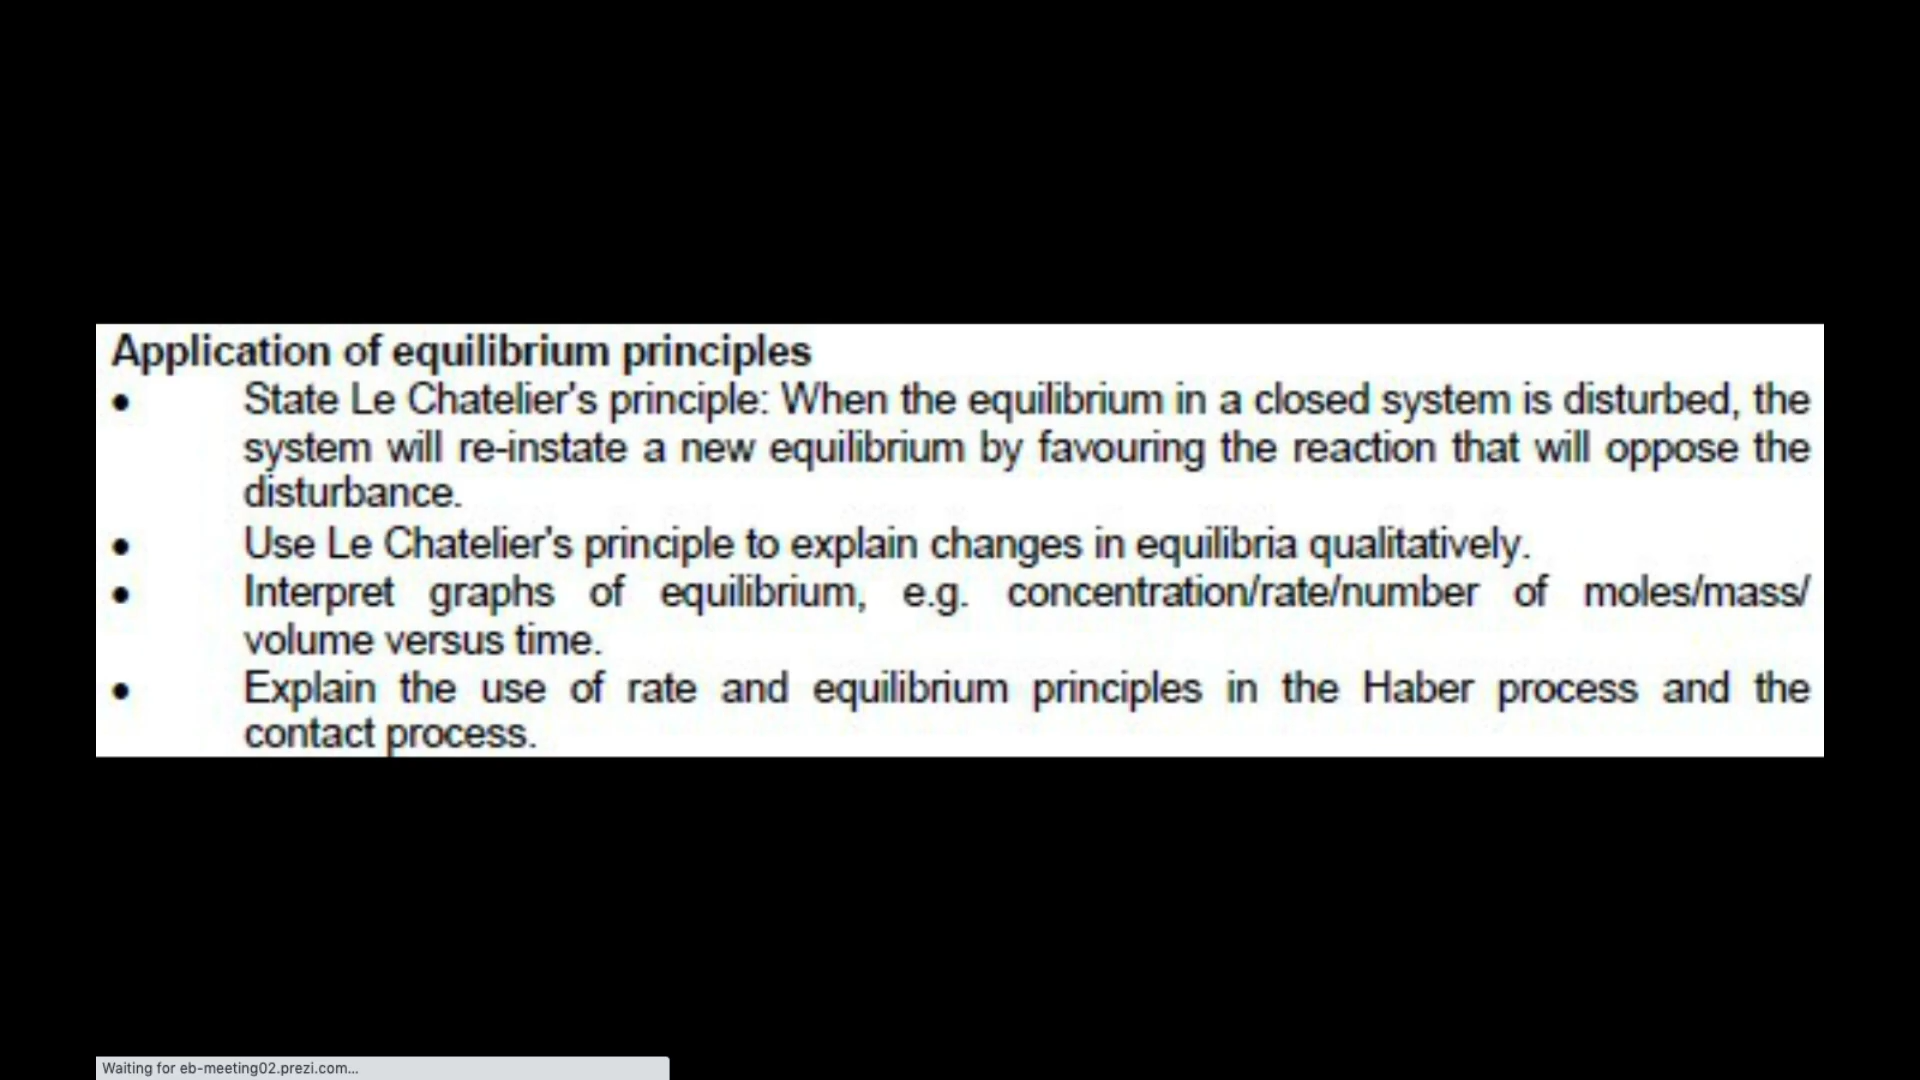 Application of equilibrium principles
• State Le Chatelier's principle: When the equilibrium in a closed system is disturbed, the
system will re-instate a new equilibrium by favouring the reaction that will oppose the
disturbance.
• Use Le Chatelier's principle to explain changes in equilibria qualitatively.
• Interpret graphs of equilibrium, e.g. concentration/rate/number of moles/mass/
volume versus time.
• Explain the use of rate and equilibrium principles in the Haber process and the
contact process.
Waiting for eb-meeting02.prezi.com...